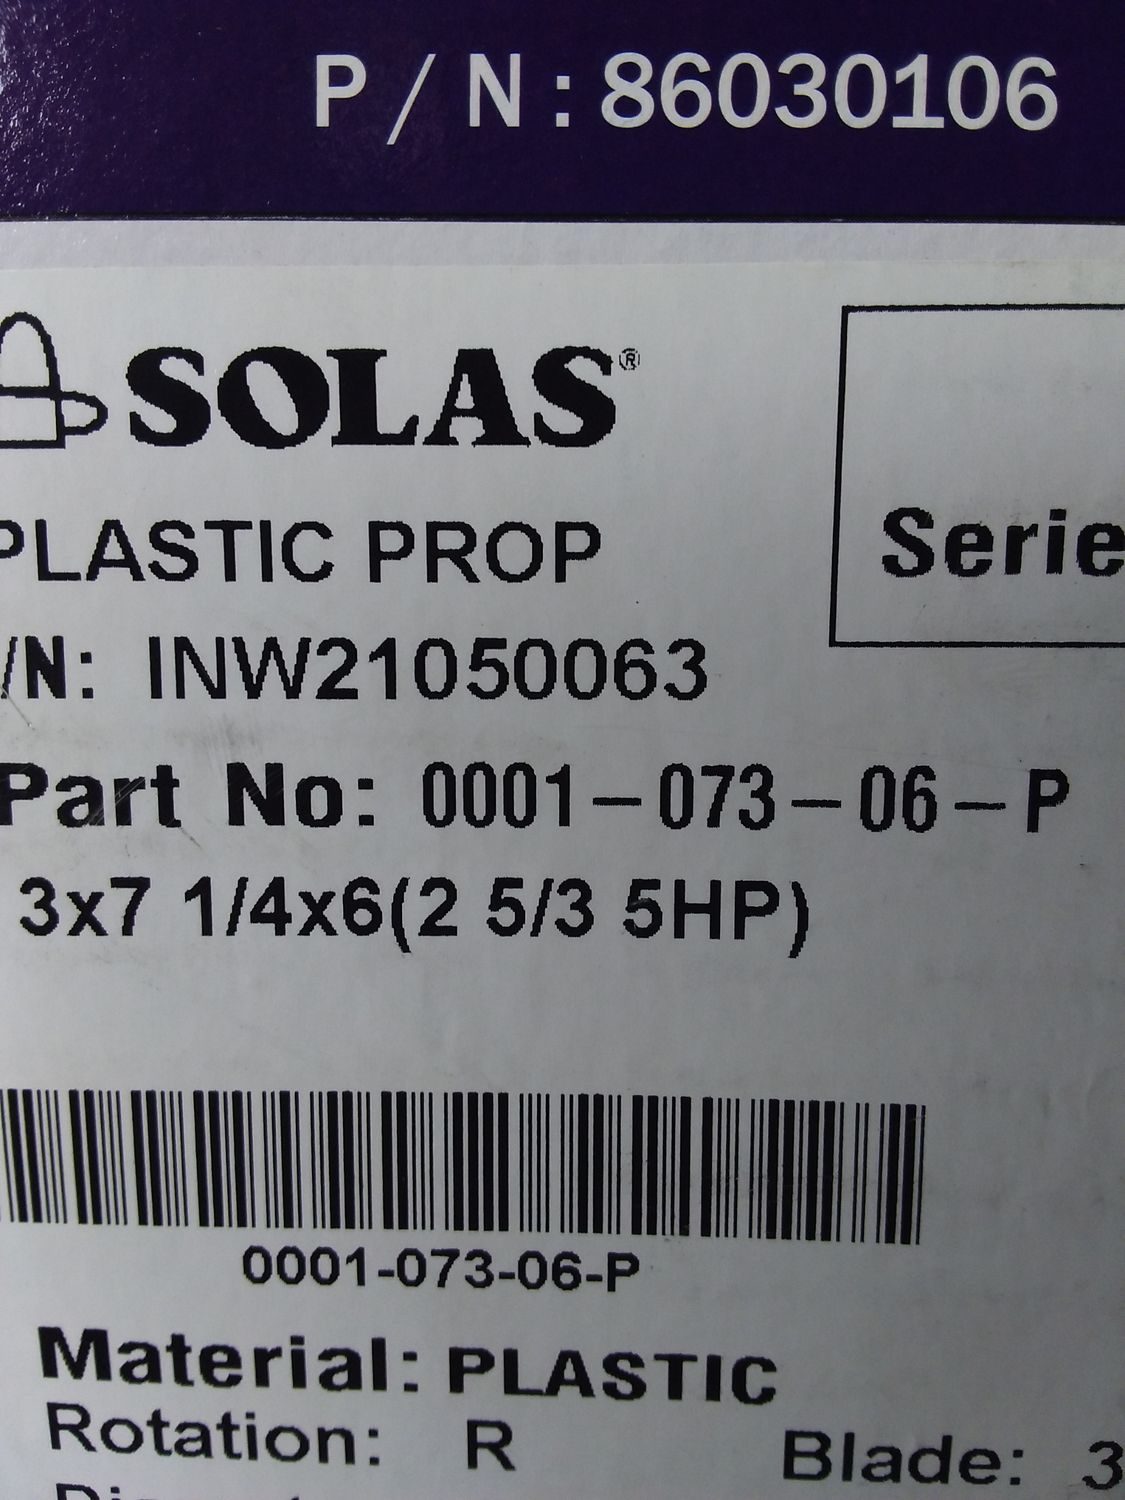 P/N:86030106
SOLAS®
PLASTIC PROP
/N: INW21050063
Part No: 0001-073-06-P
3x7 1/4x6(2 5/3 5HP)
Serie
0001-073-06-P
Material: PLASTIC
Rotation: R Blade: 3